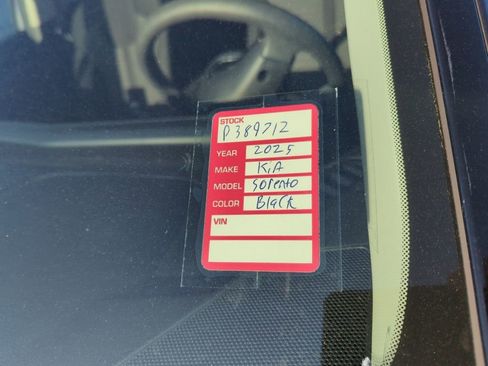 STOCK
P389712
YEAR 2025
MAKE KiA
MODEL Sorento
COLOR Black
VIN